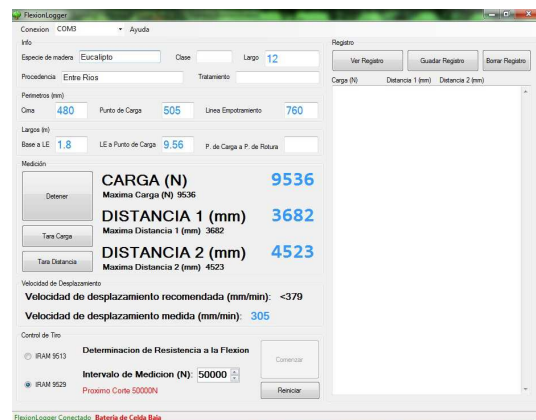 FlexionLogger
Conexion COM3 Ayuda
Info
Especie de madera Eucalipto Clase Largo 12
Procedencia Entre Rios Tratamiento
Perimetros (mm)
Cima 480 Punto de Carga 505 Linea Empotramiento 760
Largos (m)
Base a LE 1.8 LE a Punto de Carga 9.56 P. de Carga a P. de Rotura
Medición
Detener
CARGA (N) 9536
Maxima Carga (N) 9536
DISTANCIA 1 (mm) 3682
Maxima Distancia 1 (mm) 3682
Tara Carga
DISTANCIA 2 (mm) 4523
Maxima Distancia 2 (mm) 4523
Tara Distancia
Velocidad de Desplazamiento
Velocidad de desplazamiento recomendada (mm/min): <379
Velocidad de desplazamiento medida (mm/min): 305
Control de Tiro
IRAM 9513
Determinacion de Resistencia a la Flexion
Comenzar
IRAM 9529
Intervalo de Medicion (N): 50000
Proximo Corte 50000N
Reiniciar
Registro
Ver Registro Guadar Registro Borrar Registro
Carga (N) Distancia 1 (mm) Distancia 2 (mm)
FlexionLogger Conectado Bateria de Celda Baja